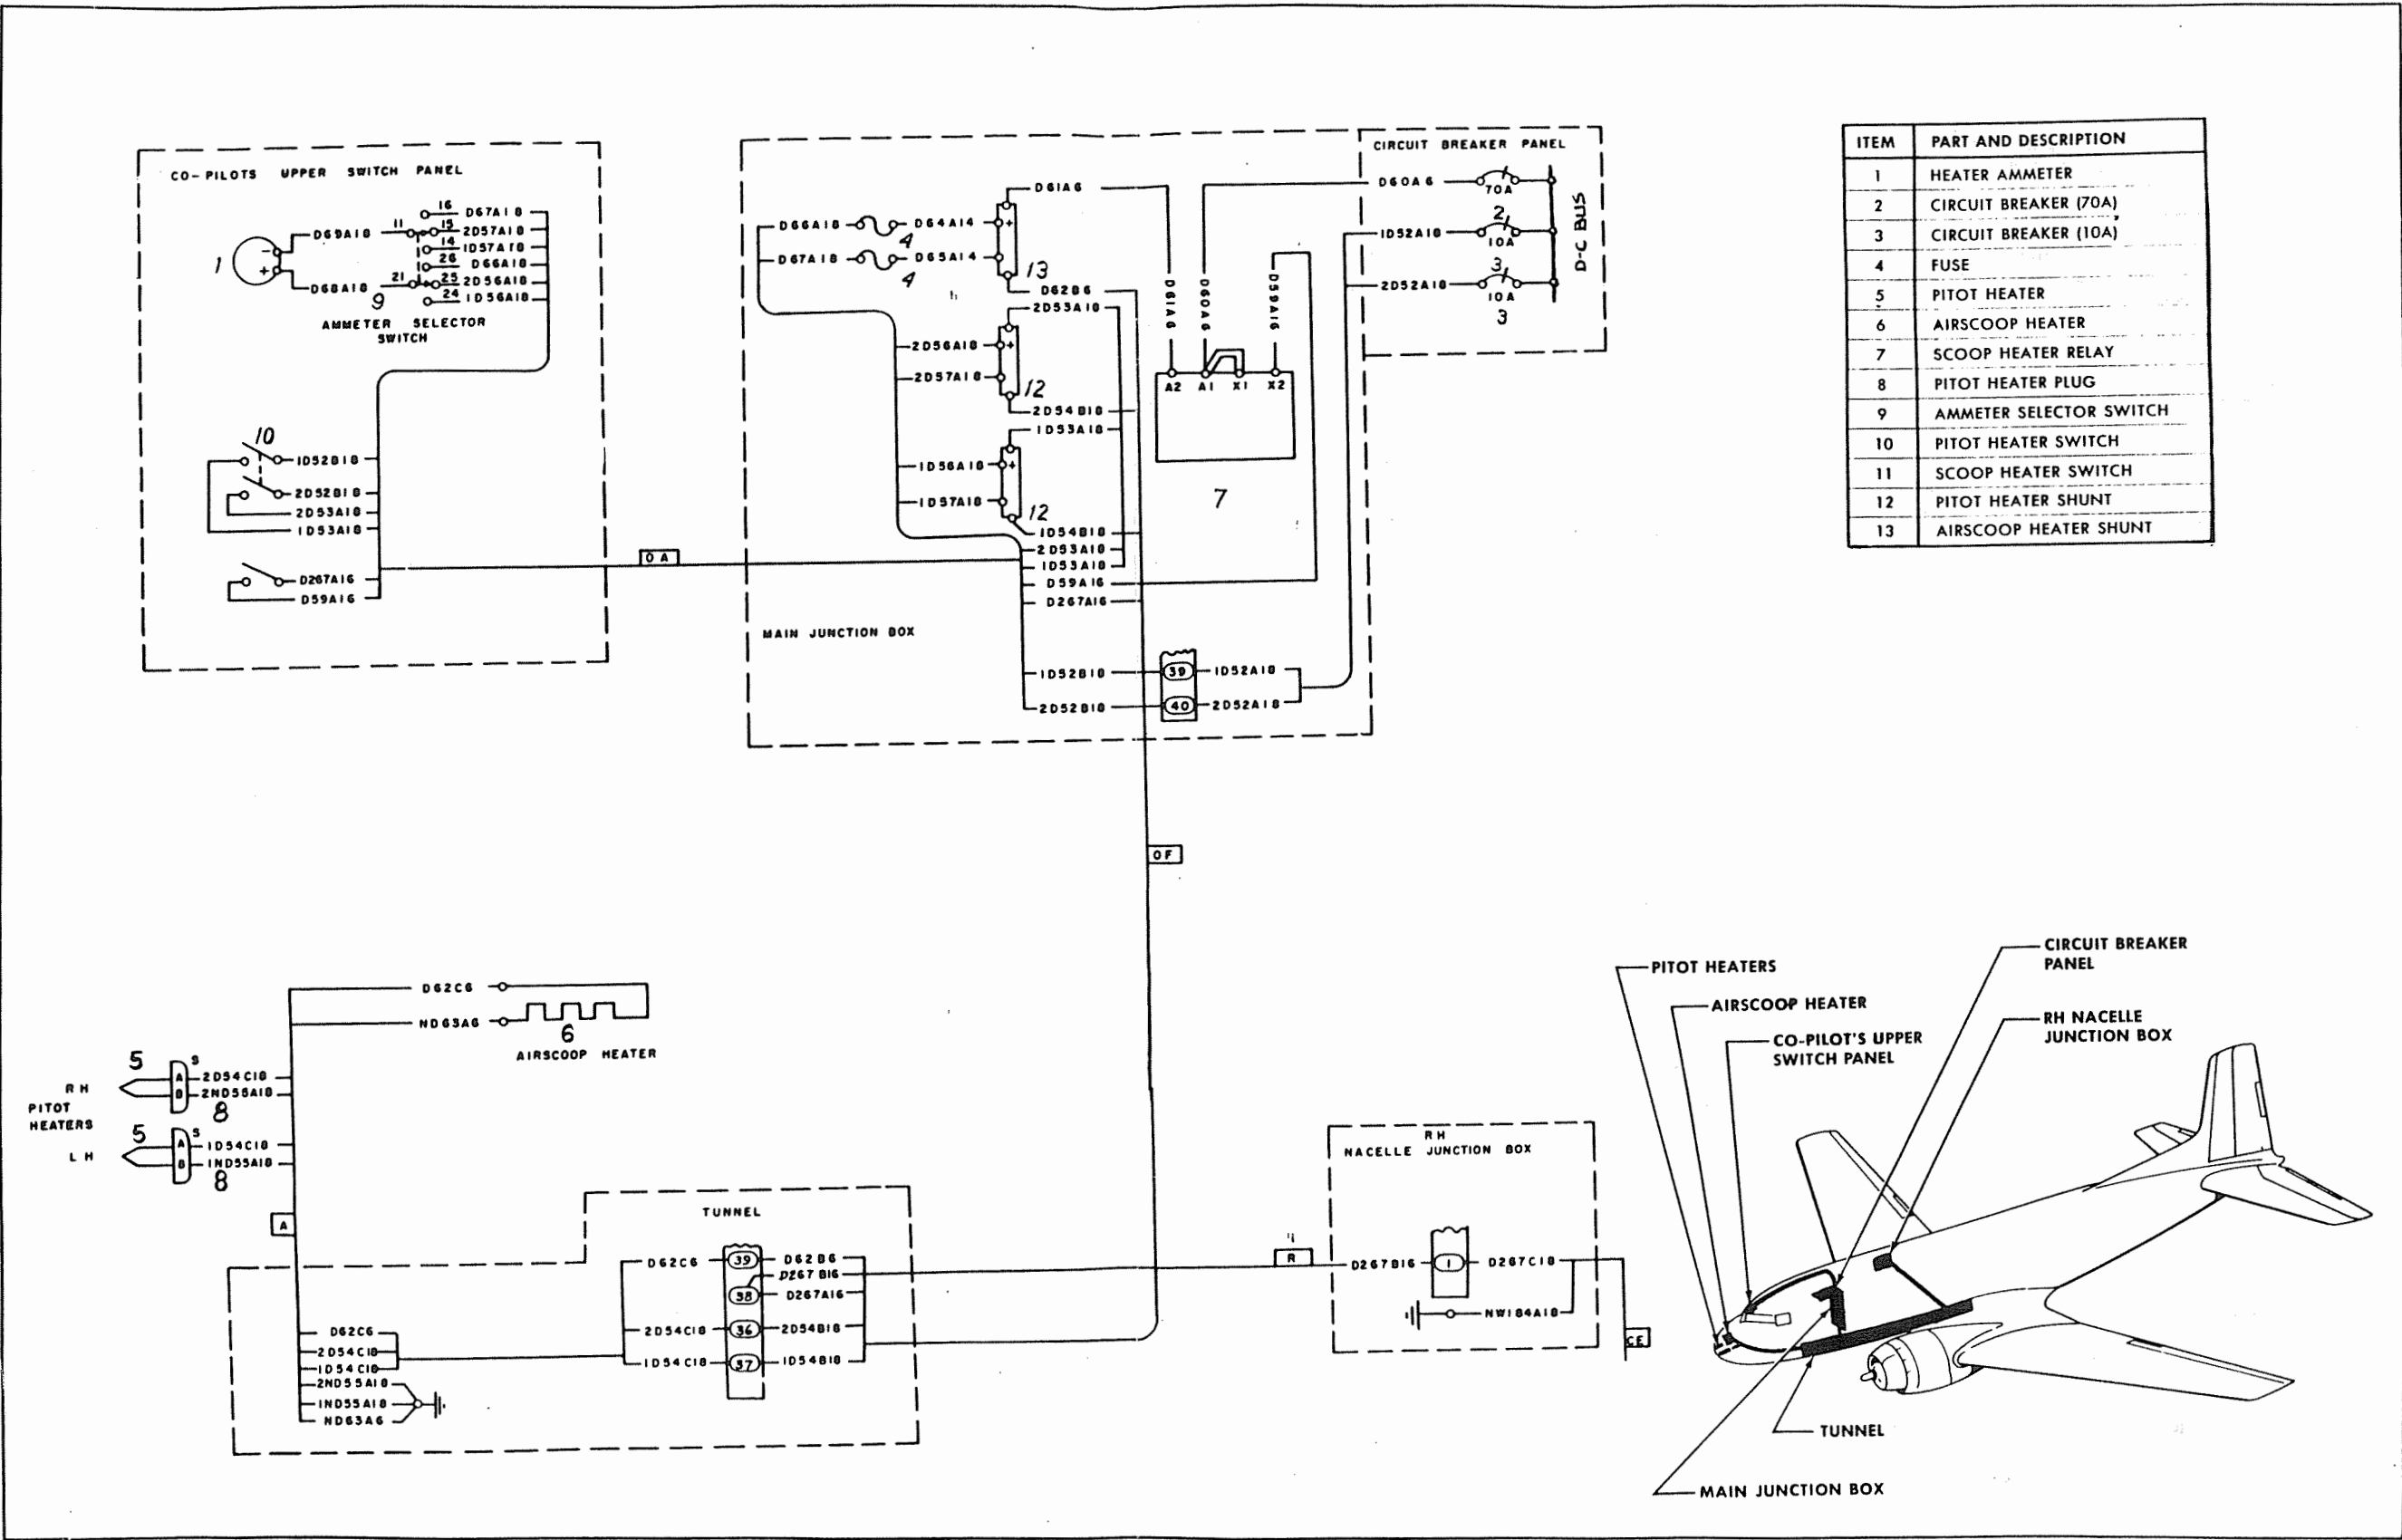 CO-PILOTS UPPER SWITCH PANEL
1
-
+
D69A18
D68A18
11
21
9
16 D67A18
15 2D57A18
14 1D57A18
26 D66A18
25 2D56A18
24 1D56A18
AMMETER SELECTOR
SWITCH
10
1D52B18
2D52B18
2D53A18
1D53A18
D267A16
D59A16
OA
MAIN JUNCTION BOX
D66A18
4
D64A14
+
D67A18
4
D65A14
D61A6
13
D62B6
2D53A18
2D56A18
+
2D57A18
12
2D54B18
1D53A18
1D56A18
+
1D57A18
12
1D54B18
2D53A18
1D53A18
D59A16
D267A16
1D52B18
39
1D52A18
2D52B18
40
2D52A18
D61A6
D60A6
D59A16
A2
A1
X1
X2
7
CIRCUIT BREAKER PANEL
D60A6
70A
2
1D52A18
10A
3
2D52A18
10A
3
D-C BUS
ITEM PART AND DESCRIPTION
1 HEATER AMMETER
2 CIRCUIT BREAKER (70A)
3 CIRCUIT BREAKER (10A)
4 FUSE
5 PITOT HEATER
6 AIRSCOOP HEATER
7 SCOOP HEATER RELAY
8 PITOT HEATER PLUG
9 AMMETER SELECTOR SWITCH
10 PITOT HEATER SWITCH
11 SCOOP HEATER SWITCH
12 PITOT HEATER SHUNT
13 AIRSCOOP HEATER SHUNT
OF
D62C6
ND63A6
6
AIRSCOOP HEATER
RH
PITOT
HEATERS
LH
5
S
A 2D54C18
B 2ND55A18
8
5
S
A 1D54C18
B 1ND55A18
8
A
TUNNEL
D62C6
39
D62B6
D267B16
38
D267A16
2D54C18
36
2D54B18
1D54C18
37
1D54B18
D62C6
2D54C18
1D54C18
2ND55A18
1ND55A18
ND63A6
R
RH
NACELLE JUNCTION BOX
D267B16
1
D267C18
NW184A18
CE
PITOT HEATERS
AIRSCOOP HEATER
CO-PILOT'S UPPER
SWITCH PANEL
CIRCUIT BREAKER
PANEL
RH NACELLE
JUNCTION BOX
TUNNEL
MAIN JUNCTION BOX